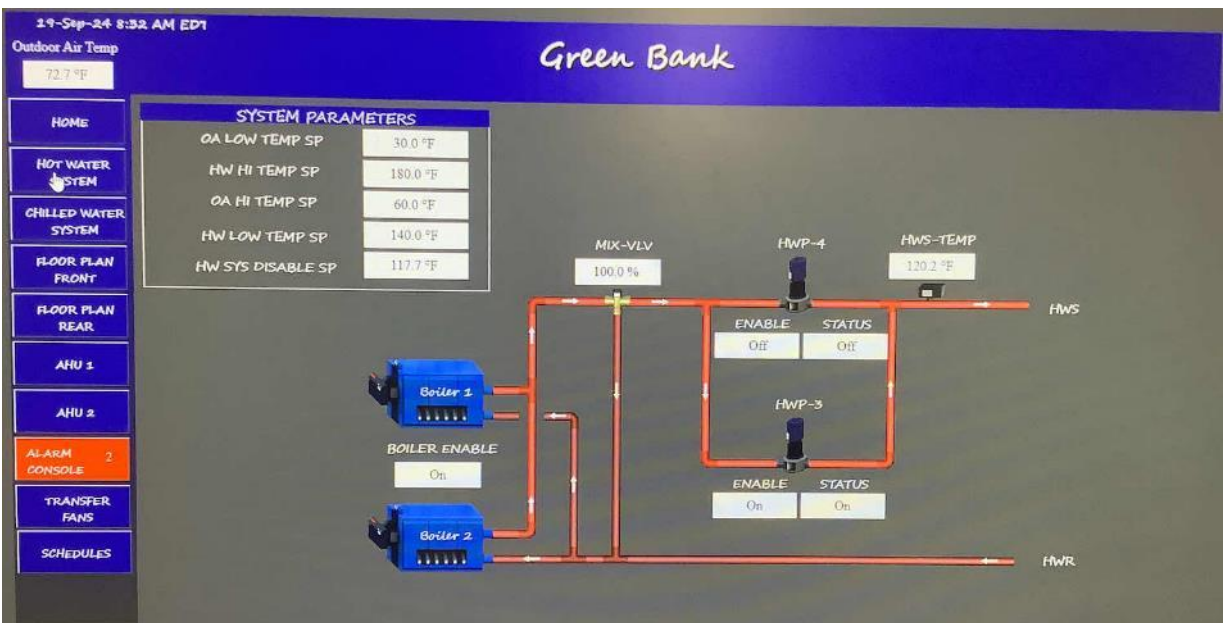 19-Sep-24 8:32 AM EDT
Outdoor Air Temp
72.7 °F
Green Bank
HOME
HOT WATER
SYSTEM
CHILLED WATER
SYSTEM
FLOOR PLAN
FRONT
FLOOR PLAN
REAR
AHU 1
AHU 2
ALARM
CONSOLE 2
TRANSFER
FANS
SCHEDULES
SYSTEM PARAMETERS
OA LOW TEMP SP 30.0 °F
HW HI TEMP SP 180.0 °F
OA HI TEMP SP 60.0 °F
HW LOW TEMP SP 140.0 °F
HW SYS DISABLE SP 117.7 °F
MIX-VLV
100.0 %
HWP-4
HWS-TEMP
120.2 °F
HWS
ENABLE STATUS
Off Off
Boiler 1
HWP-3
BOILER ENABLE
On
ENABLE STATUS
On On
Boiler 2
HWR